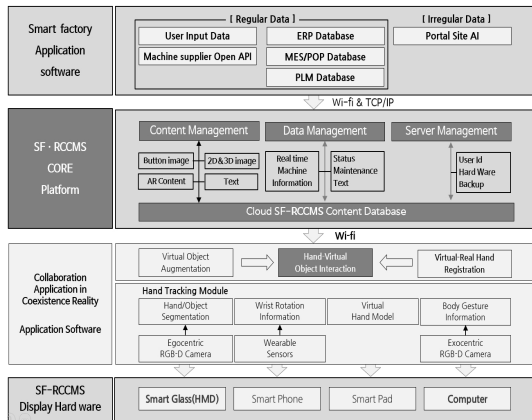 Smart factory
Application
software
[ Regular Data ]
[ Irregular Data ]
User Input Data
ERP Database
Portal Site AI
Machine supplier Open API
MES/POP Database
PLM Database
Wi-fi & TCP/IP
SF · RCCMS
CORE
Platform
Content Management
Data Management
Server Management
Button image
2D&3D image
AR Content
Text
Real time
Machine
Information
Status
Maintenance
Text
User Id
Hard Ware
Backup
Cloud SF-RCCMS Content Database
Wi-fi
Collaboration
Application in
Coexistence Reality
Application Software
Virtual Object
Augmentation
Hand-Virtual
Object Interaction
Virtual-Real Hand
Registration
Hand Tracking Module
Hand/Object
Segmentation
Wrist Rotation
Information
Virtual
Hand Model
Body Gesture
Information
Egocentric
RGB-D Camera
Wearable
Sensors
Exocentric
RGB-D Camera
SF-RCCMS
Display Hard ware
Smart Glass(HMD)
Smart Phone
Smart Pad
Computer